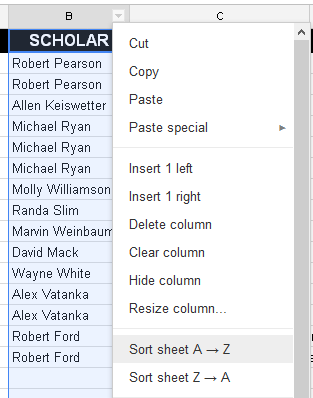 B
C
SCHOLAR
Robert Pearson
Robert Pearson
Allen Keiswetter
Michael Ryan
Michael Ryan
Michael Ryan
Molly Williamson
Randa Slim
Marvin Weinbaum
David Mack
Wayne White
Alex Vatanka
Alex Vatanka
Robert Ford
Robert Ford
Cut
Copy
Paste
Paste special
Insert 1 left
Insert 1 right
Delete column
Clear column
Hide column
Resize column...
Sort sheet A → Z
Sort sheet Z → A